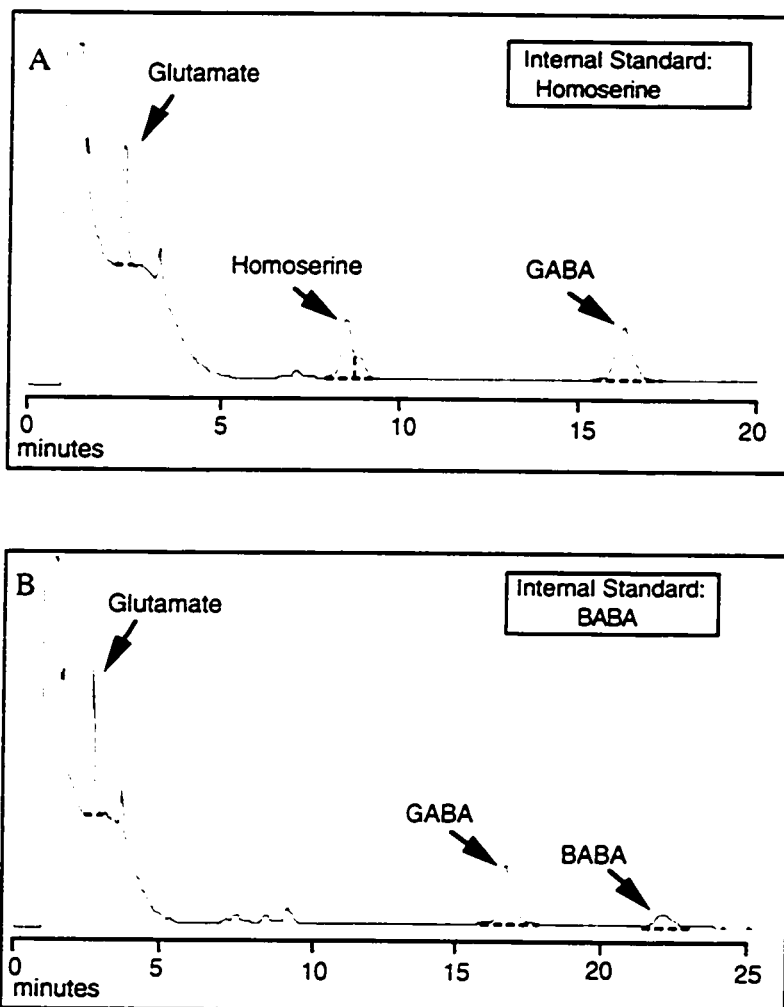 A
Glutamate
Internal Standard:
Homoserine
Homoserine
GABA
0 5 10 15 20
minutes
B
Glutamate
Internal Standard:
BABA
GABA
BABA
0 5 10 15 20 25
minutes